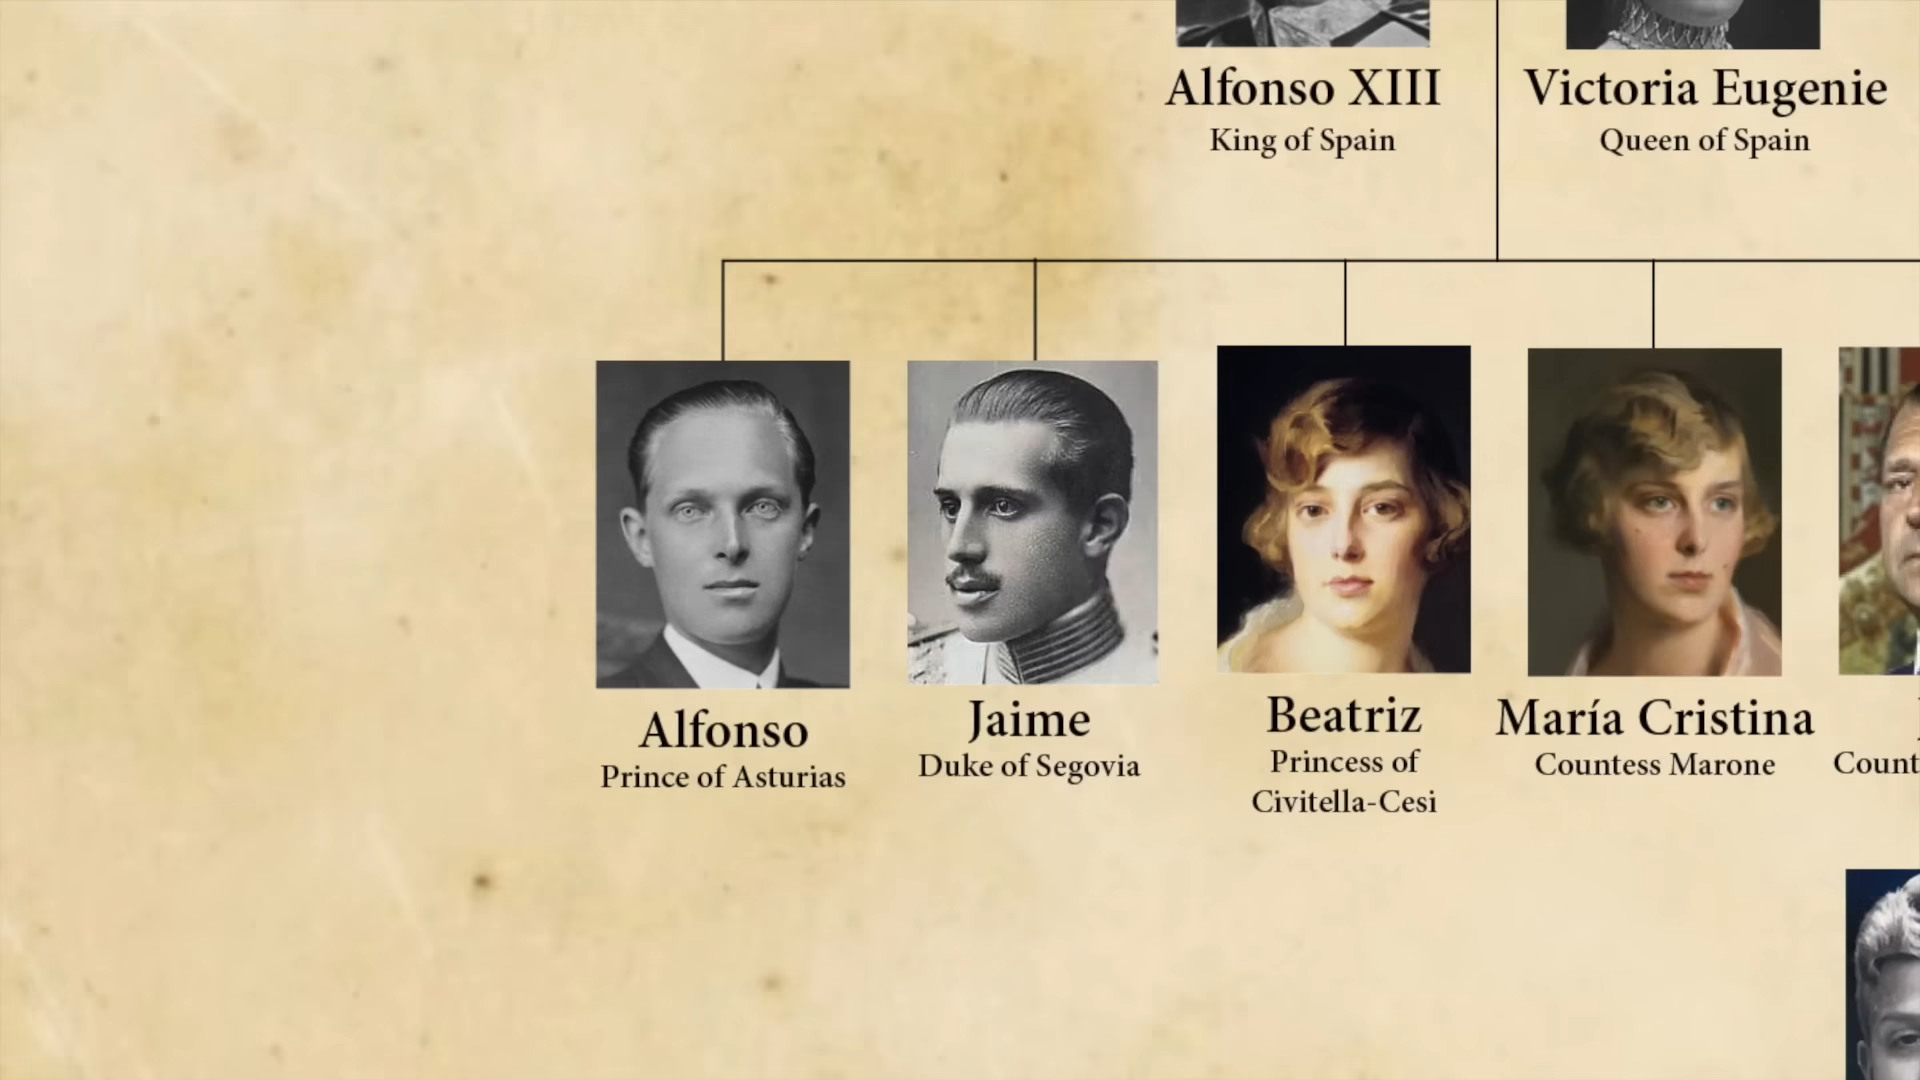 Alfonso XIII
King of Spain
Victoria Eugenie
Queen of Spain
Alfonso
Prince of Asturias
Jaime
Duke of Segovia
Beatriz
Princess of
Civitella-Cesi
María Cristina
Countess Marone